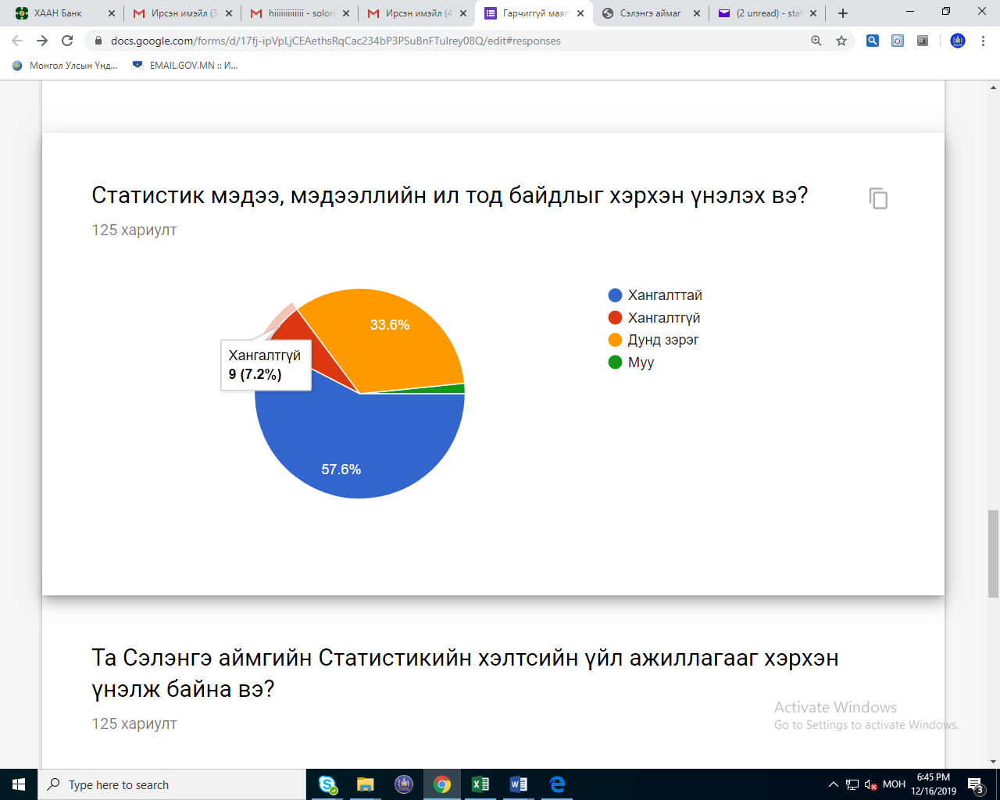 ХААН Банк
Ирсэн имэйл (3
hiiiiiiiiiiiii - solon
Ирсэн имэйл (4
Гарчиггүй маяг
Сэлэнгэ аймаг
(2 unread) - stat
docs.google.com/forms/d/17fj-ipVpLjCEAethsRqCac234bP3PSuBnFTuIrey08Q/edit#responses
Монгол Улсын Үнд...
EMAIL.GOV.MN :: И...
Статистик мэдээ, мэдээллийн ил тод байдлыг хэрхэн үнэлэх вэ?
125 хариулт
33.6%
57.6%
Хангалтгүй
9 (7.2%)
Хангалттай
Хангалтгүй
Дунд зэрэг
Муу
Та Сэлэнгэ аймгийн Статистикийн хэлтсийн үйл ажиллагааг хэрхэн
үнэлж байна вэ?
125 хариулт
Activate Windows
Go to Settings to activate Windows.
Type here to search
МОН
6:45 PM
12/16/2019
3